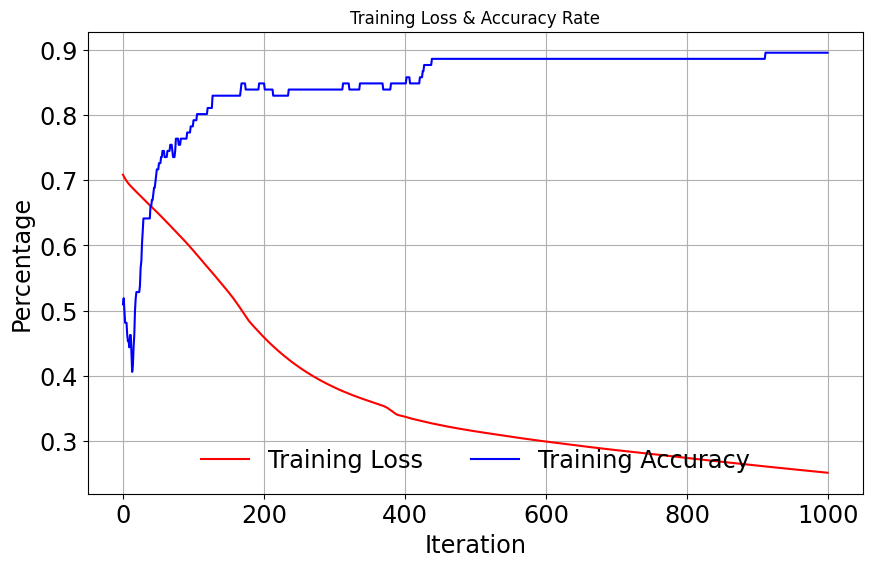 Training Loss & Accuracy Rate
Percentage
0.9
0.8
0.7
0.6
0.5
0.4
0.3
Training Loss Training Accuracy
0 200 400 600 800 1000
Iteration